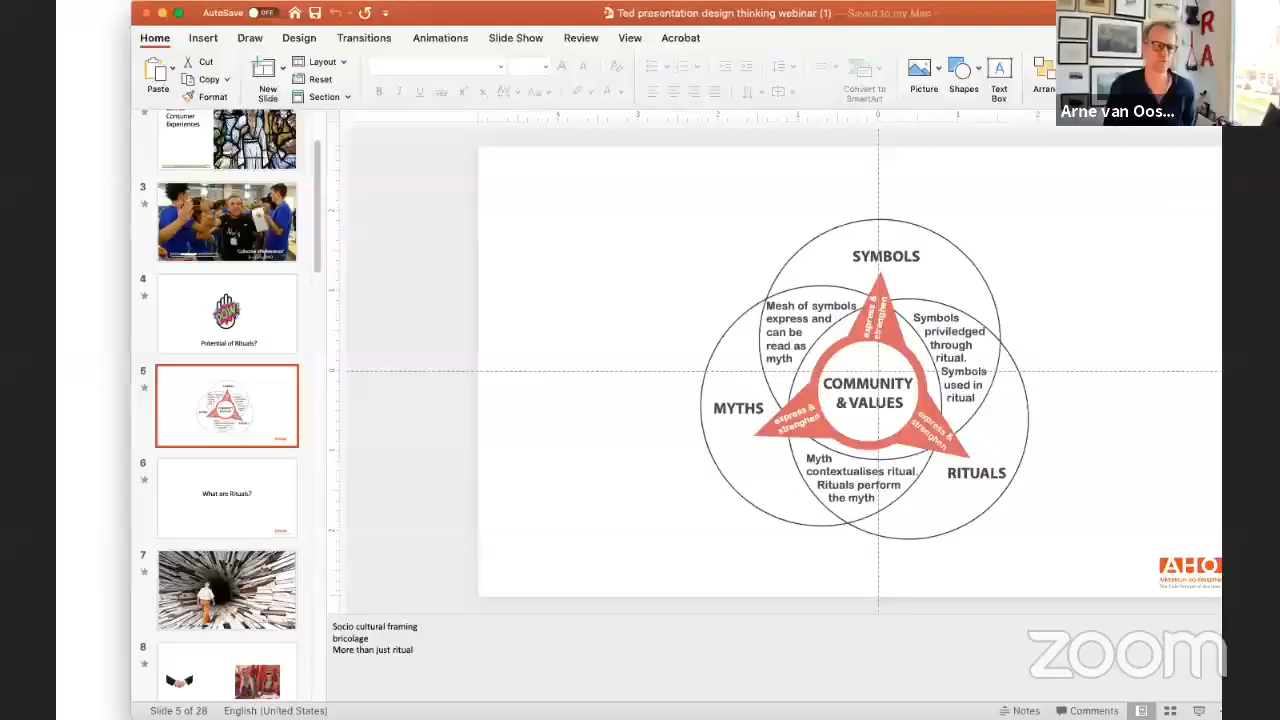 AutoSave OFF
Ted presentation design thinking webinar (1) — Saved to my Mac
Home Insert Draw Design Transitions Animations Slide Show Review View Acrobat
Paste
Cut
Copy
Format
New Slide
Layout
Reset
Section
Convert to SmartArt
Picture
Shapes
Text Box
Arran
Arne van Oos...
Consumer
Experiences
3
4
Potential of Rituals?
5
6
What are Rituals?
7
8
SYMBOLS
Mesh of symbols
express and
can be
read as
myth
express &
strenghen
Symbols
priviledged
through
ritual.
Symbols
used in
ritual
COMMUNITY
& VALUES
MYTHS
express &
strenghen
express &
strenghen
RITUALS
Myth
contextualises ritual.
Rituals perform
the myth
AHO
Socio cultural framing
bricolage
More than just ritual
zoom
Slide 5 of 28 English (United States)
Notes Comments